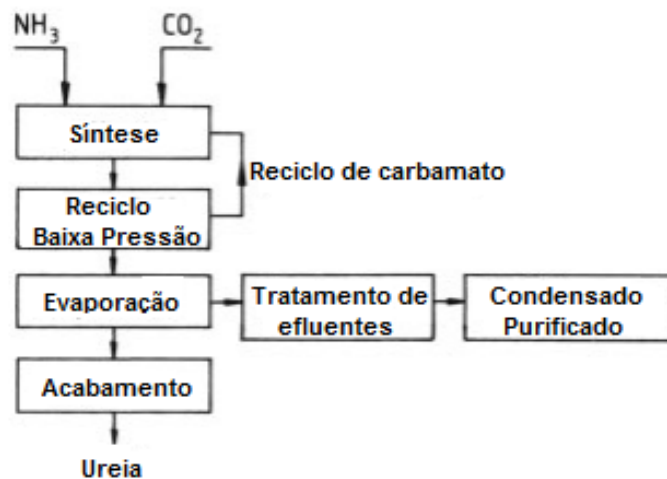 NH₃
CO₂
Síntese
Reciclo de carbamato
Reciclo
Baixa Pressão
Evaporação
Tratamento de
efluentes
Condensado
Purificado
Acabamento
Ureia